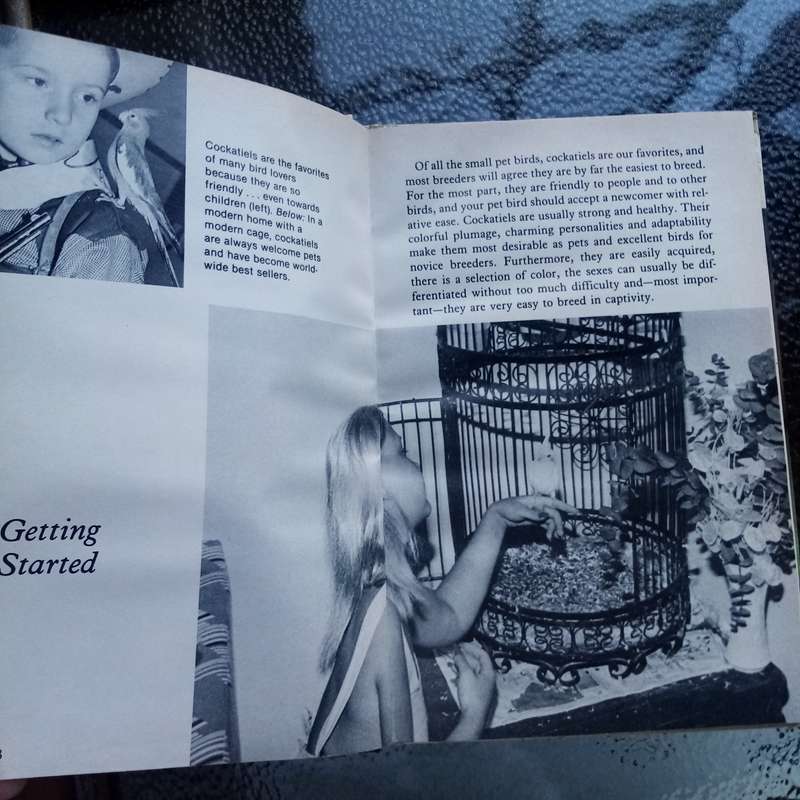 Cockatiels are the favorites
of many bird lovers
because they are so
friendly . . . even towards
children (left). Below: In a
modern home with a
modern cage, cockatiels
are always welcome pets
and have become world-
wide best sellers.
Getting
Started
Of all the small pet birds, cockatiels are our favorites, and
most breeders will agree they are by far the easiest to breed.
For the most part, they are friendly to people and to other
birds, and your pet bird should accept a newcomer with rel-
ative ease. Cockatiels are usually strong and healthy. Their
colorful plumage, charming personalities and adaptability
make them most desirable as pets and excellent birds for
novice breeders. Furthermore, they are easily acquired,
there is a selection of color, the sexes can usually be dif-
ferentiated without too much difficulty and—most impor-
tant—they are very easy to breed in captivity.